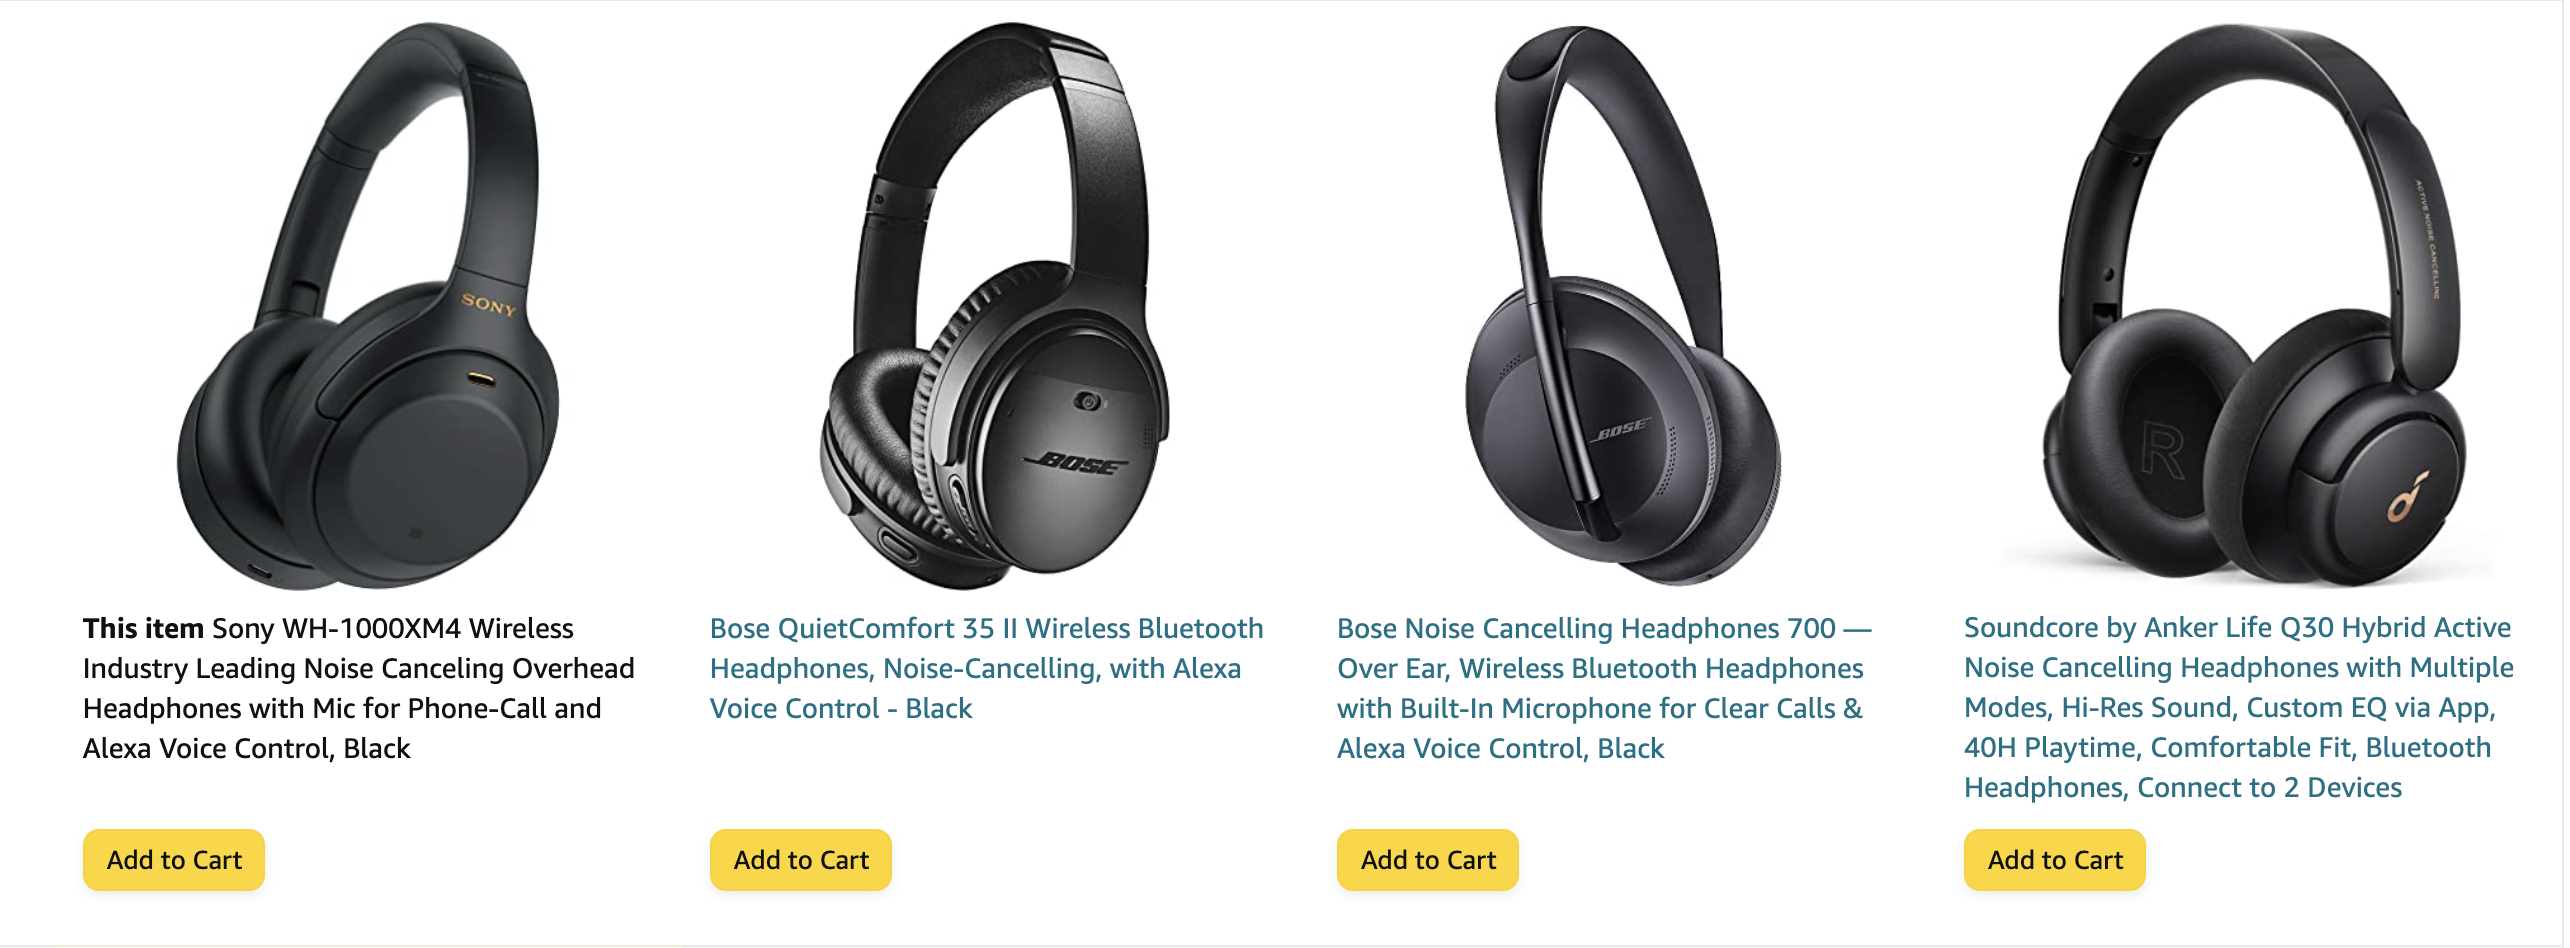 SONY
BOSE
BOSE
ACTIVE NOISE CANCELLING
R
This item Sony WH-1000XM4 Wireless
Industry Leading Noise Canceling Overhead
Headphones with Mic for Phone-Call and
Alexa Voice Control, Black
Add to Cart
Bose QuietComfort 35 II Wireless Bluetooth
Headphones, Noise-Cancelling, with Alexa
Voice Control - Black
Add to Cart
Bose Noise Cancelling Headphones 700 —
Over Ear, Wireless Bluetooth Headphones
with Built-In Microphone for Clear Calls &
Alexa Voice Control, Black
Add to Cart
Soundcore by Anker Life Q30 Hybrid Active
Noise Cancelling Headphones with Multiple
Modes, Hi-Res Sound, Custom EQ via App,
40H Playtime, Comfortable Fit, Bluetooth
Headphones, Connect to 2 Devices
Add to Cart